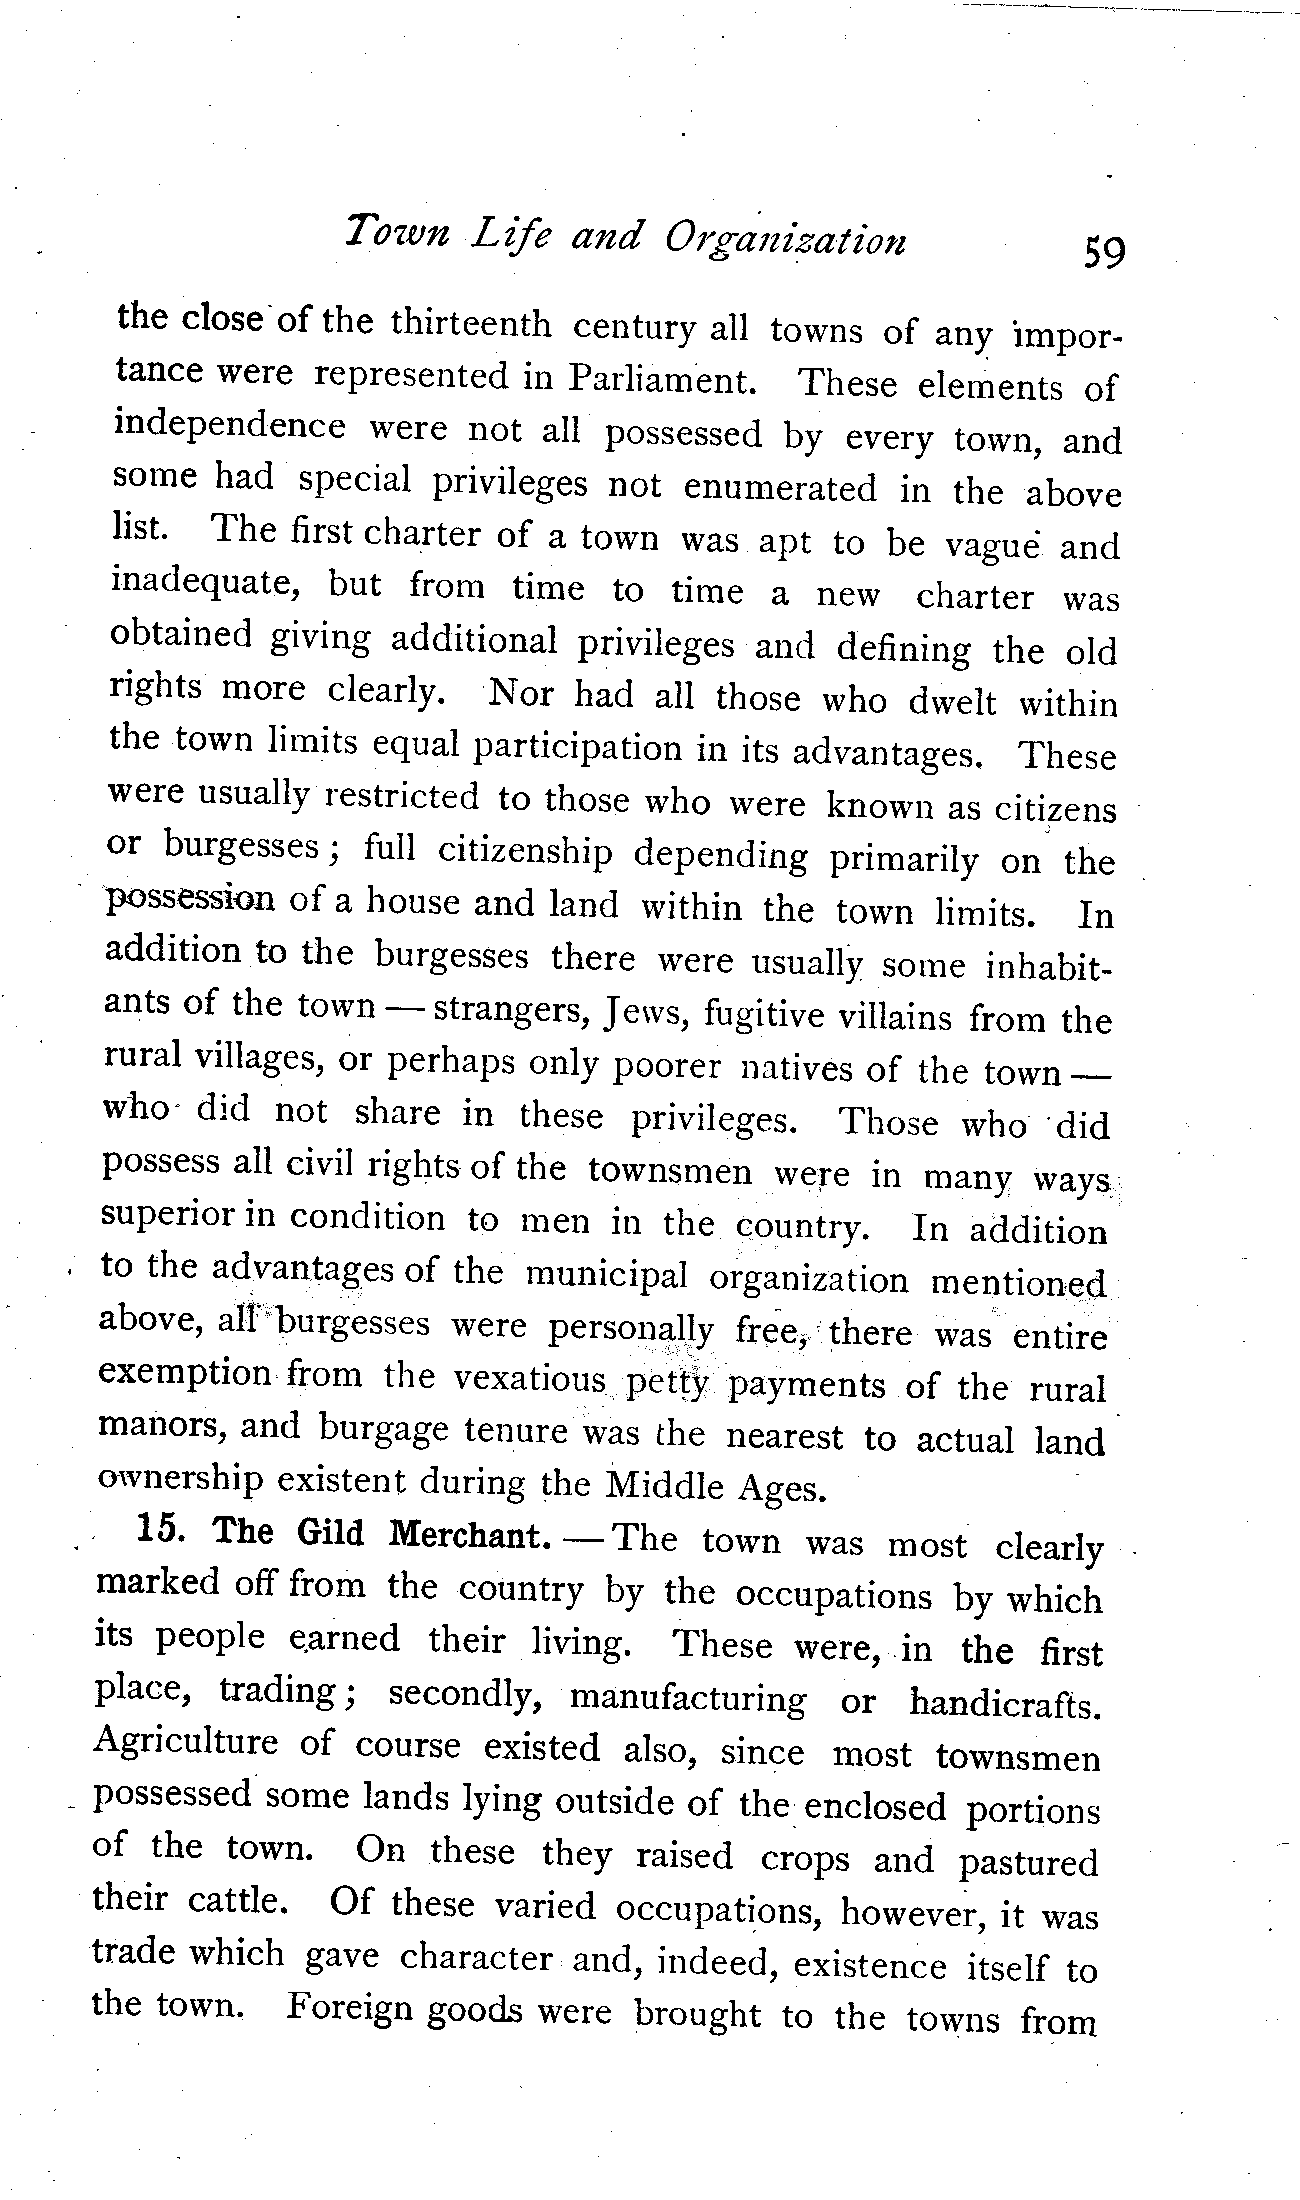 Town Life and Organization 59
the close of the thirteenth century all towns of any impor-
tance were represented in Parliament. These elements of
independence were not all possessed by every town, and
some had special privileges not enumerated in the above
list. The first charter of a town was apt to be vague and
inadequate, but from time to time a new charter was
obtained giving additional privileges and defining the old
rights more clearly. Nor had all those who dwelt within
the town limits equal participation in its advantages. These
were usually restricted to those who were known as citizens
or burgesses; full citizenship depending primarily on the
possession of a house and land within the town limits. In
addition to the burgesses there were usually some inhabit-
ants of the town — strangers, Jews, fugitive villains from the
rural villages, or perhaps only poorer natives of the town —
who did not share in these privileges. Those who did
possess all civil rights of the townsmen were in many ways
superior in condition to men in the country. In addition
to the advantages of the municipal organization mentioned
above, all burgesses were personally free, there was entire
exemption from the vexatious petty payments of the rural
manors, and burgage tenure was the nearest to actual land
ownership existent during the Middle Ages.
15. The Gild Merchant. — The town was most clearly
marked off from the country by the occupations by which
its people earned their living. These were, in the first
place, trading; secondly, manufacturing or handicrafts.
Agriculture of course existed also, since most townsmen
possessed some lands lying outside of the enclosed portions
of the town. On these they raised crops and pastured
their cattle. Of these varied occupations, however, it was
trade which gave character and, indeed, existence itself to
the town. Foreign goods were brought to the towns from